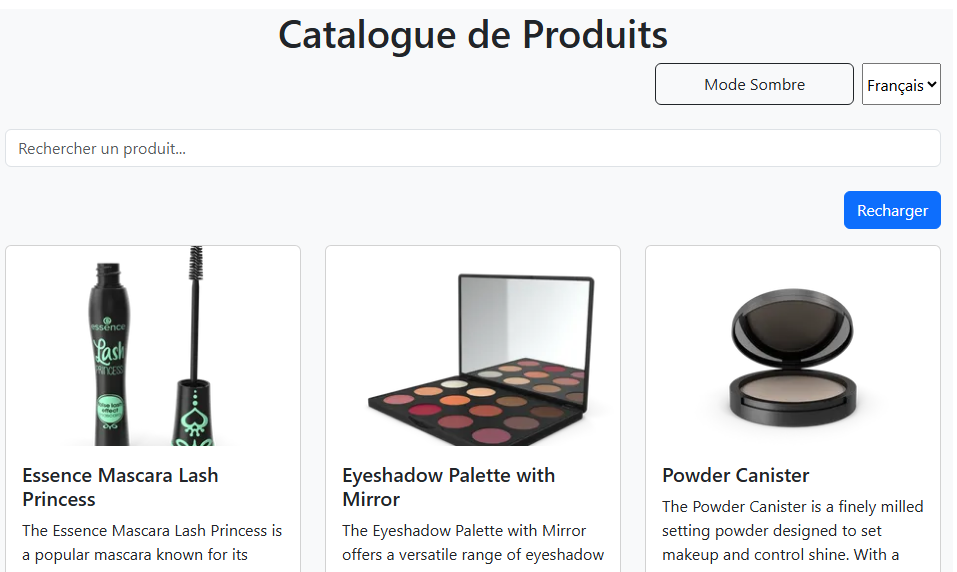 Catalogue de Produits
Mode Sombre
Français
Rechercher un produit...
Recharger
essence
Lash
PRINCESS
false lash
effect
Essence Mascara Lash
Princess
The Essence Mascara Lash Princess is
a popular mascara known for its
Eyeshadow Palette with
Mirror
The Eyeshadow Palette with Mirror
offers a versatile range of eyeshadow
Powder Canister
The Powder Canister is a finely milled
setting powder designed to set
makeup and control shine. With a